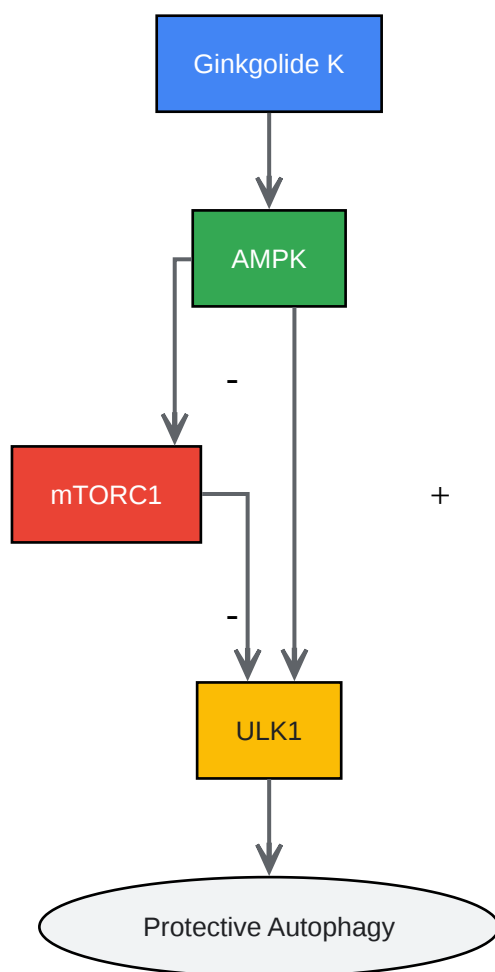 Ginkgolide K
AMPK
-
mTORC1
+
-
ULK1
Protective Autophagy